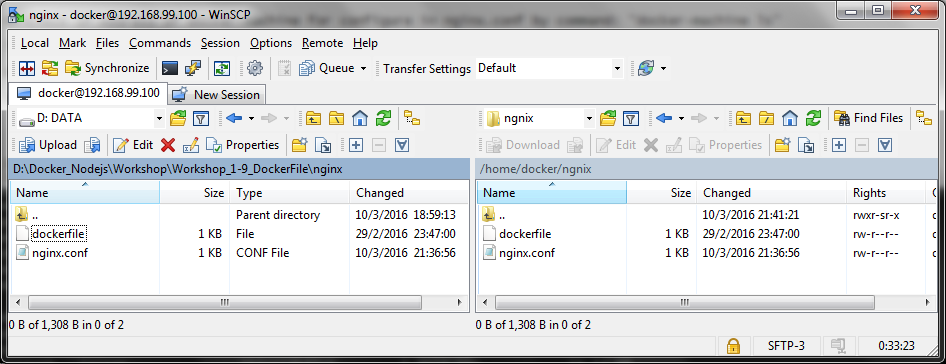 nginx - docker@192.168.99.100 - WinSCP
Local Mark Files Commands Session Options Remote Help
Synchronize Queue Transfer Settings Default
docker@192.168.99.100 New Session
D: DATA ngnix Find Files
Upload Edit Properties Download Edit Properties
D:\Docker_Nodejs\Workshop\Workshop_1-9_DockerFile\nginx /home/docker/ngnix
Name Size Type Changed Name Size Changed Rights
.. Parent directory 10/3/2016 18:59:13 .. 10/3/2016 21:41:21 rwxr-sr-x
dockerfile 1 KB File 29/2/2016 23:47:00 dockerfile 1 KB 29/2/2016 23:47:00 rw-r--r--
nginx.conf 1 KB CONF File 10/3/2016 21:36:56 nginx.conf 1 KB 10/3/2016 21:36:56 rw-r--r--
0 B of 1,308 B in 0 of 2 0 B of 1,308 B in 0 of 2
SFTP-3 0:33:23